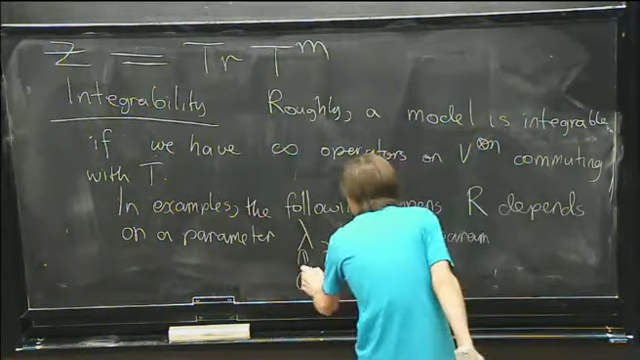 Z = Tr T^m
Integrability Roughly, a model is integrable,
if we have ∞ operators on V^{⊗n} commuting
with T.
In examples, the following R depends
on a parameter λ